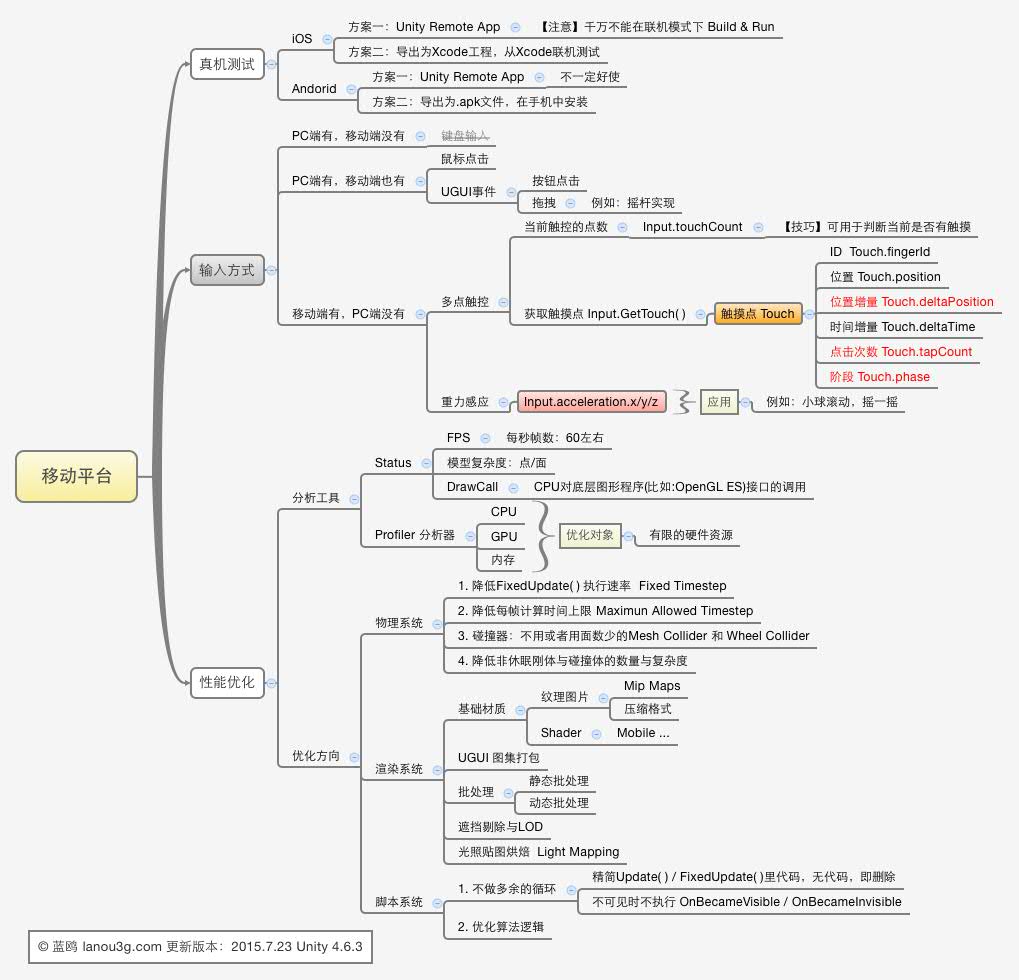 移动平台
真机测试
iOS
方案一：Unity Remote App
【注意】千万不能在联机模式下 Build & Run
方案二：导出为Xcode工程，从Xcode联机测试
Andorid
方案一：Unity Remote App
不一定好使
方案二：导出为.apk文件，在手机中安装
输入方式
PC端有，移动端没有
键盘输入
PC端有，移动端也有
鼠标点击
UGUI事件
按钮点击
拖拽
例如：摇杆实现
移动端有，PC端没有
多点触控
当前触控的点数
Input.touchCount
【技巧】可用于判断当前是否有触摸
获取触摸点 Input.GetTouch( )
触摸点 Touch
ID Touch.fingerId
位置 Touch.position
位置增量 Touch.deltaPosition
时间增量 Touch.deltaTime
点击次数 Touch.tapCount
阶段 Touch.phase
重力感应
Input.acceleration.x/y/z
应用
例如：小球滚动，摇一摇
性能优化
分析工具
Status
FPS
每秒帧数：60左右
模型复杂度：点/面
DrawCall
CPU对底层图形程序(比如:OpenGL ES)接口的调用
Profiler 分析器
CPU
GPU
内存
优化对象
有限的硬件资源
优化方向
物理系统
1. 降低FixedUpdate( ) 执行速率 Fixed Timestep
2. 降低每帧计算时间上限 Maximun Allowed Timestep
3. 碰撞器：不用或者用面数少的Mesh Collider 和 Wheel Collider
4. 降低非休眠刚体与碰撞体的数量与复杂度
渲染系统
基础材质
纹理图片
Mip Maps
压缩格式
Shader
Mobile ...
UGUI 图集打包
批处理
静态批处理
动态批处理
遮挡剔除与LOD
光照贴图烘焙 Light Mapping
脚本系统
1. 不做多余的循环
精简Update( ) / FixedUpdate( )里代码，无代码，即删除
不可见时不执行 OnBecameVisible / OnBecameInvisible
2. 优化算法逻辑
© 蓝鸥 lanou3g.com 更新版本：2015.7.23 Unity 4.6.3